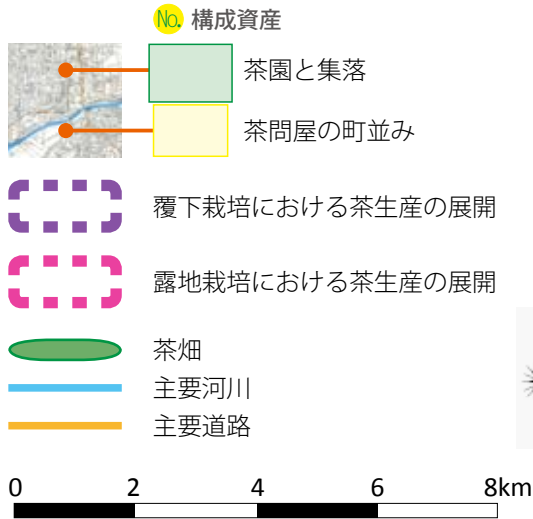 No. 構成資産
茶園と集落
茶問屋の町並み
覆下栽培における茶生産の展開
露地栽培における茶生産の展開
茶畑
主要河川
主要道路
0 2 4 6 8km